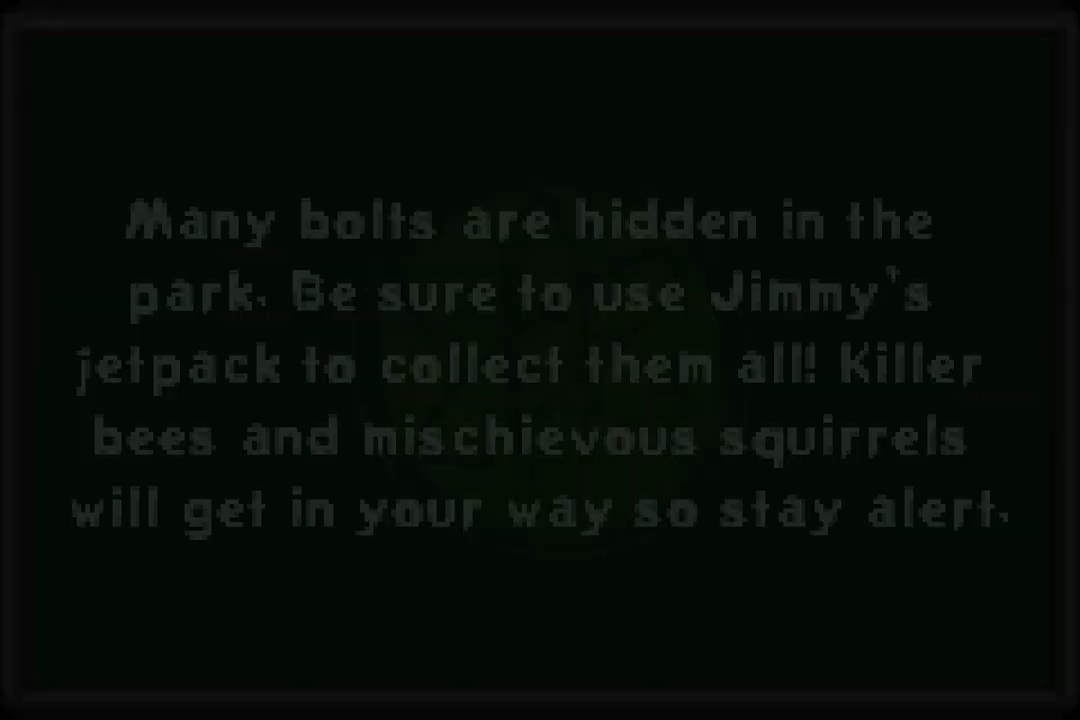 Many bolts are hidden in the
park. Be sure to use Jimmy's
jetpack to collect them all! Killer
bees and mischievous squirrels
will get in your way so stay alert.